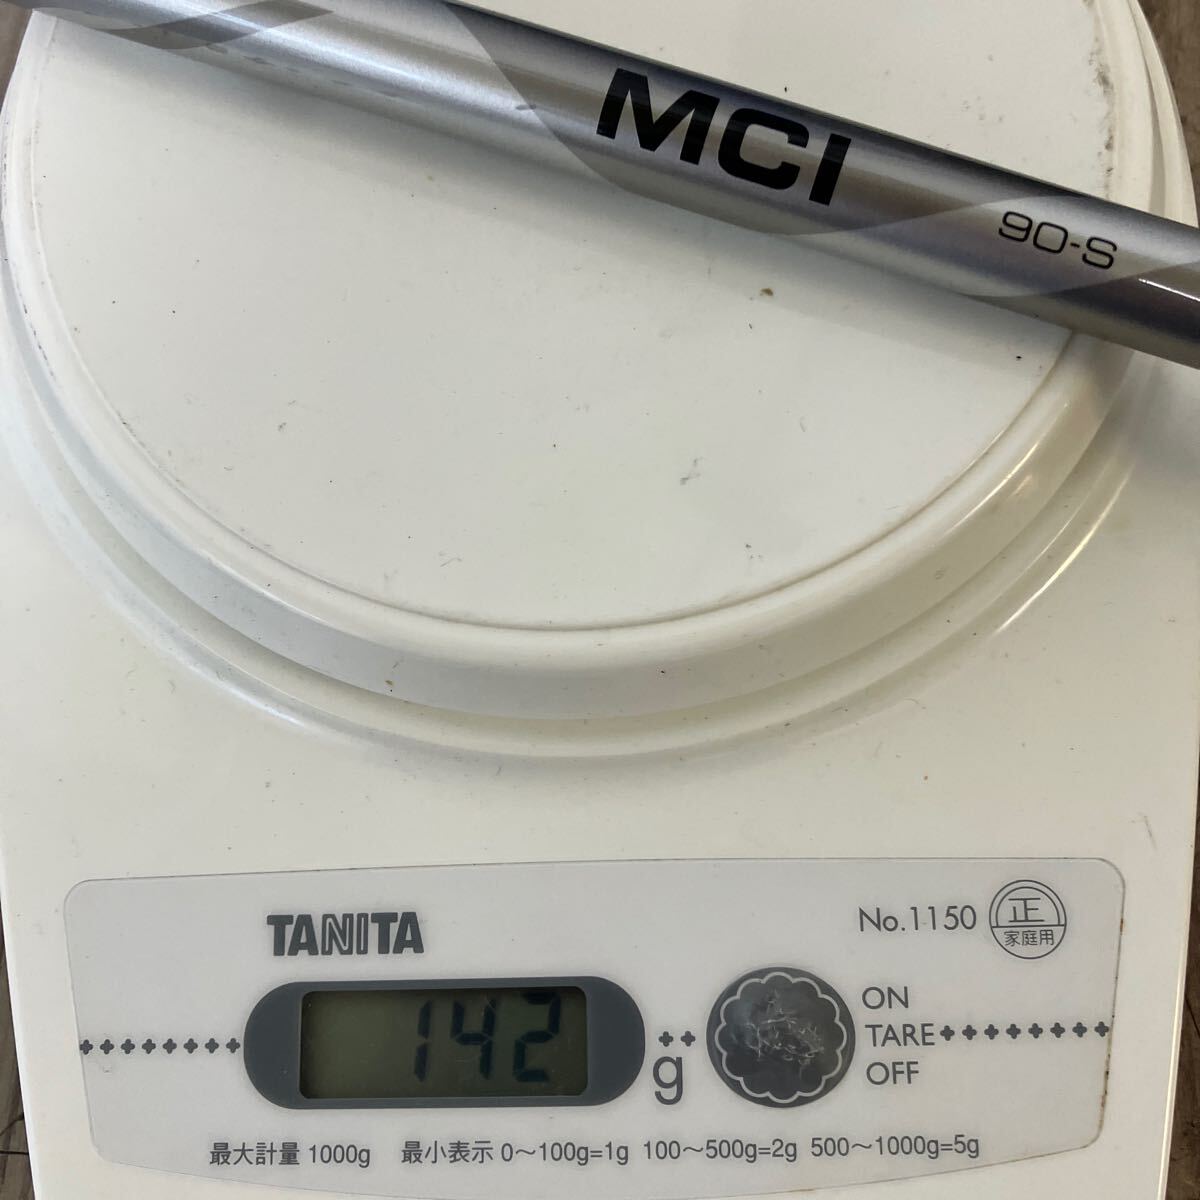 MCI
90-S
TANITA
No.1150
正
家庭用
142
g
ON
TARE
OFF
最大計量 1000g 最小表示 0〜100g=1g 100〜500g=2g 500〜1000g=5g